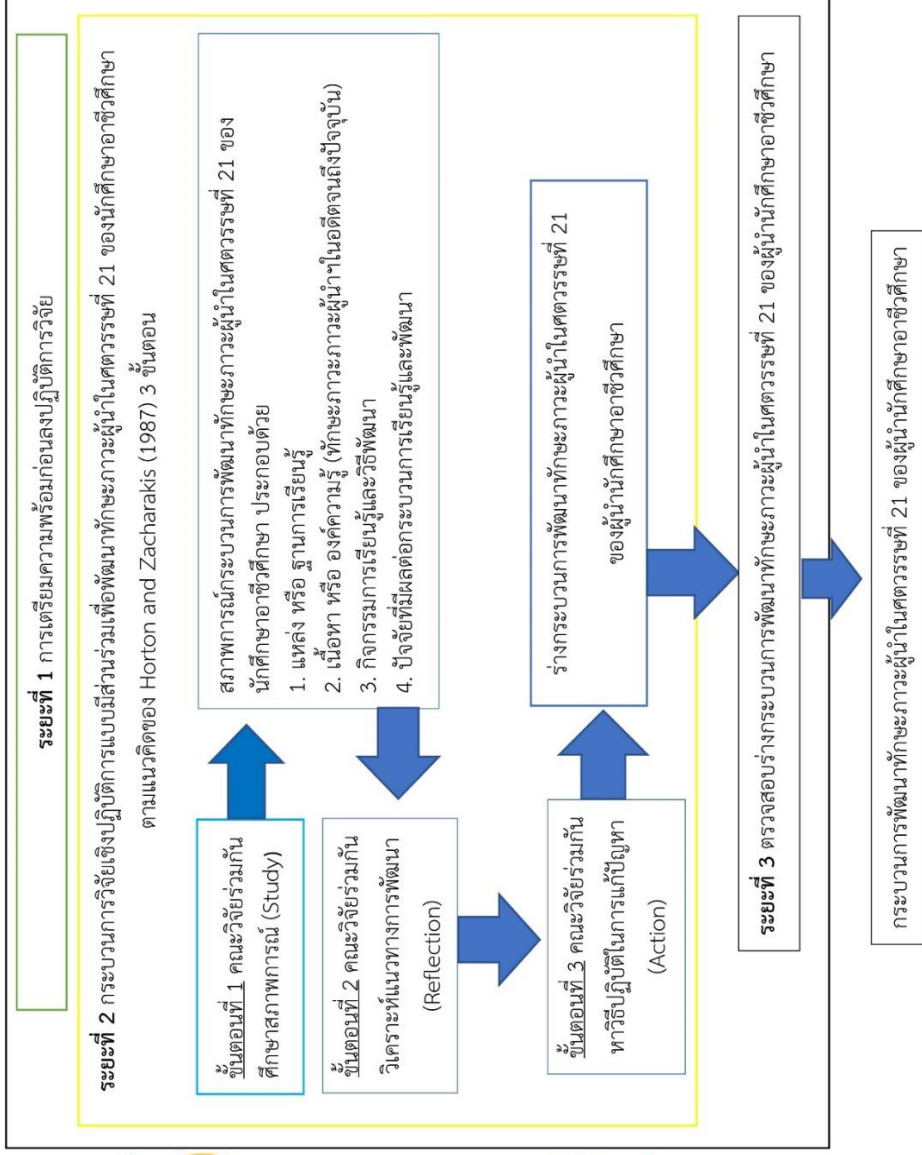 ระยะที่ 1 การเตรียมความพร้อมก่อนลงปฏิบัติการวิจัย
ระยะที่ 2 กระบวนการวิจัยเชิงปฏิบัติการแบบมีส่วนร่วมเพื่อพัฒนาทักษะภาวะผู้นำในศตวรรษที่ 21 ของนักศึกษาอาชีวศึกษา
ตามแนวคิดของ Horton and Zacharakis (1987) 3 ขั้นตอน
ขั้นตอนที่ 1 คณะวิจัยร่วมกัน
ศึกษาสภาพการณ์ (Study)
สภาพการณ์กระบวนการพัฒนาทักษะภาวะผู้นำในศตวรรษที่ 21 ของ
นักศึกษาอาชีวศึกษา ประกอบด้วย
1. แหล่ง หรือ ฐานการเรียนรู้
2. เนื้อหา หรือ องค์ความรู้ (ทักษะภาวะภาวะผู้นำฯในอดีตจนถึงปัจจุบัน)
3. กิจกรรมการเรียนรู้และวิธีพัฒนา
4. ปัจจัยที่มีผลต่อกระบวนการเรียนรู้และพัฒนา
ขั้นตอนที่ 2 คณะวิจัยร่วมกัน
วิเคราะห์แนวทางการพัฒนา
(Reflection)
ขั้นตอนที่ 3 คณะวิจัยร่วมกัน
หาวิธีปฏิบัติในการแก้ปัญหา
(Action)
ร่างกระบวนการพัฒนาทักษะภาวะผู้นำในศตวรรษที่ 21
ของผู้นำนักศึกษาอาชีวศึกษา
ระยะที่ 3 ตรวจสอบร่างกระบวนการพัฒนาทักษะภาวะผู้นำในศตวรรษที่ 21 ของผู้นำนักศึกษาอาชีวศึกษา
กระบวนการพัฒนาทักษะภาวะผู้นำในศตวรรษที่ 21 ของผู้นำนักศึกษาอาชีวศึกษา